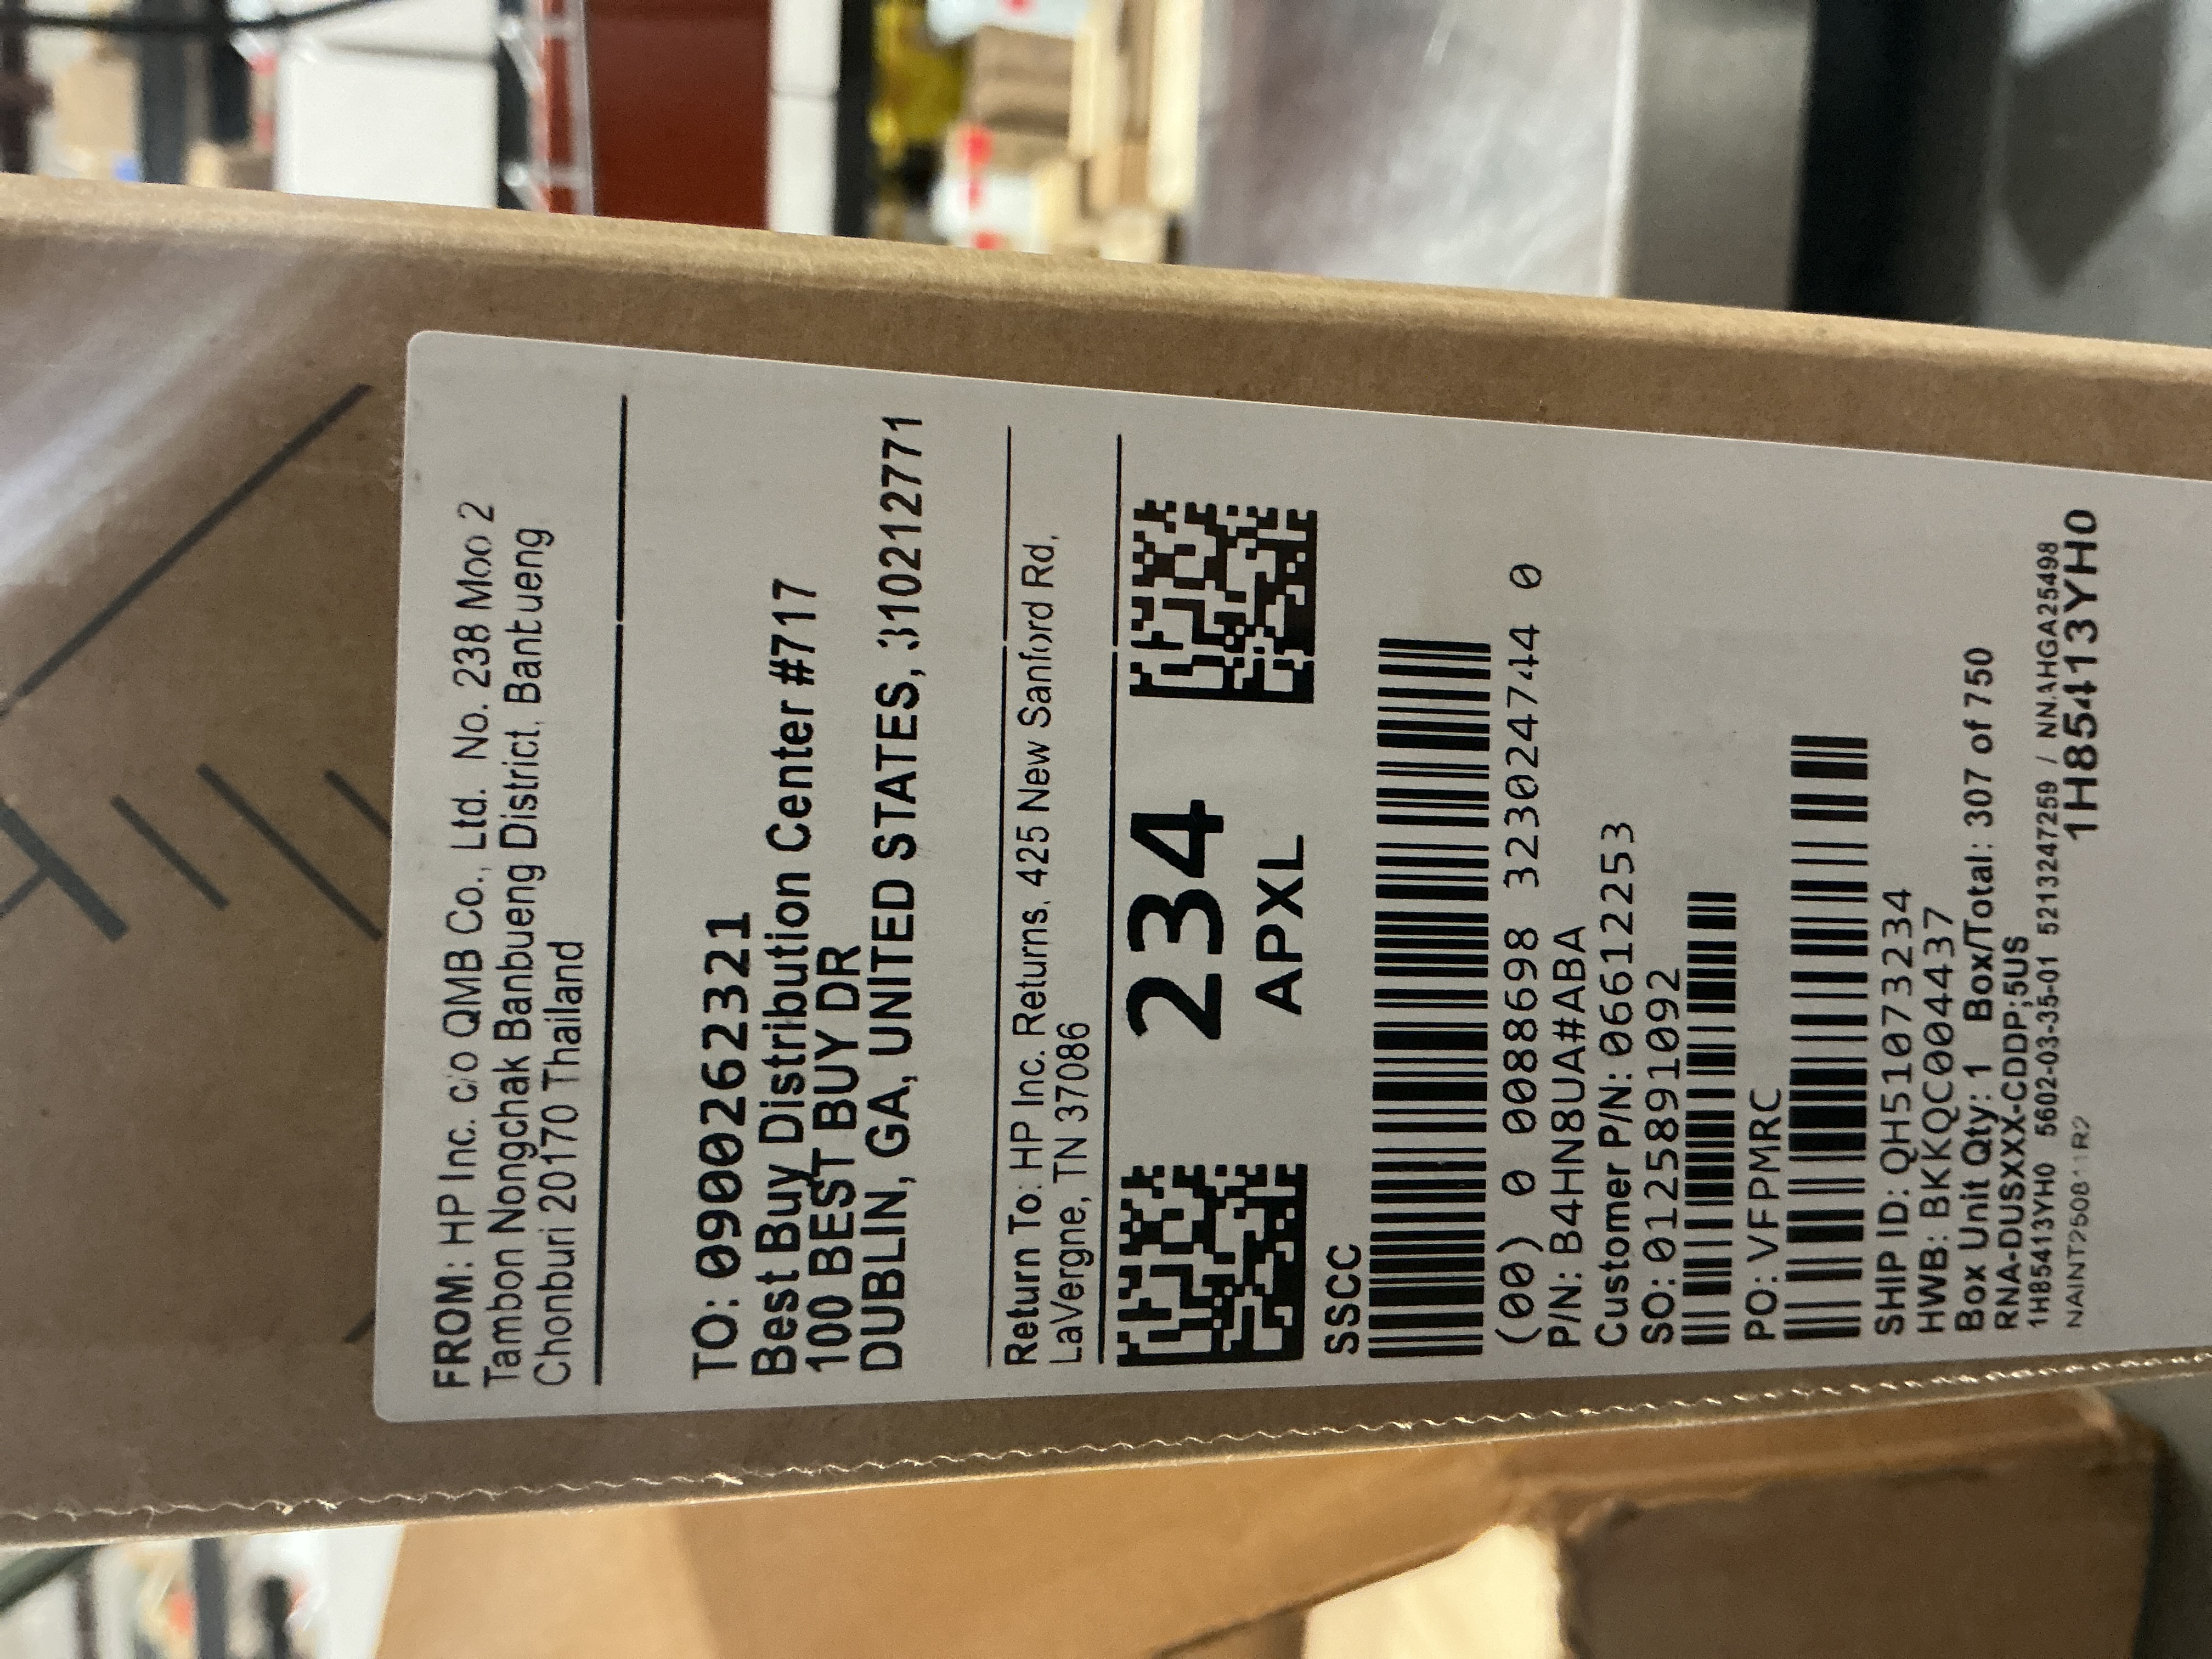 FROM: HP Inc. c/o QMB Co., Ltd. No. 238 Moo 2
Tambon Nongchak Banbueng District, Bantueng
Chonburi 20170 Thailand
TO: 0900262321
Best Buy Distribution Center #717
100 BEST BUY DR
DUBLIN, GA, UNITED STATES, 310212771
Return To: HP Inc. Returns, 425 New Sanford Rd,
LaVergne, TN 37086
234
APXL
SSCC
(00) 0 0088698 323024744 0
P/N: B4HN8UA#ABA
Customer P/N: 06612253
SO: 0125891092
PO: VFPMRC
SHIP ID: QH51073234
HWB: BKKQC004437
Box Unit Qty: 1 Box/Total: 307 of 750
RNA-DUSXXX-CDDP;5US
1H85413YH0 5602-03-35-01 5213247259 / NNAHGA25498
NAINT250811R2 1H85413YH0